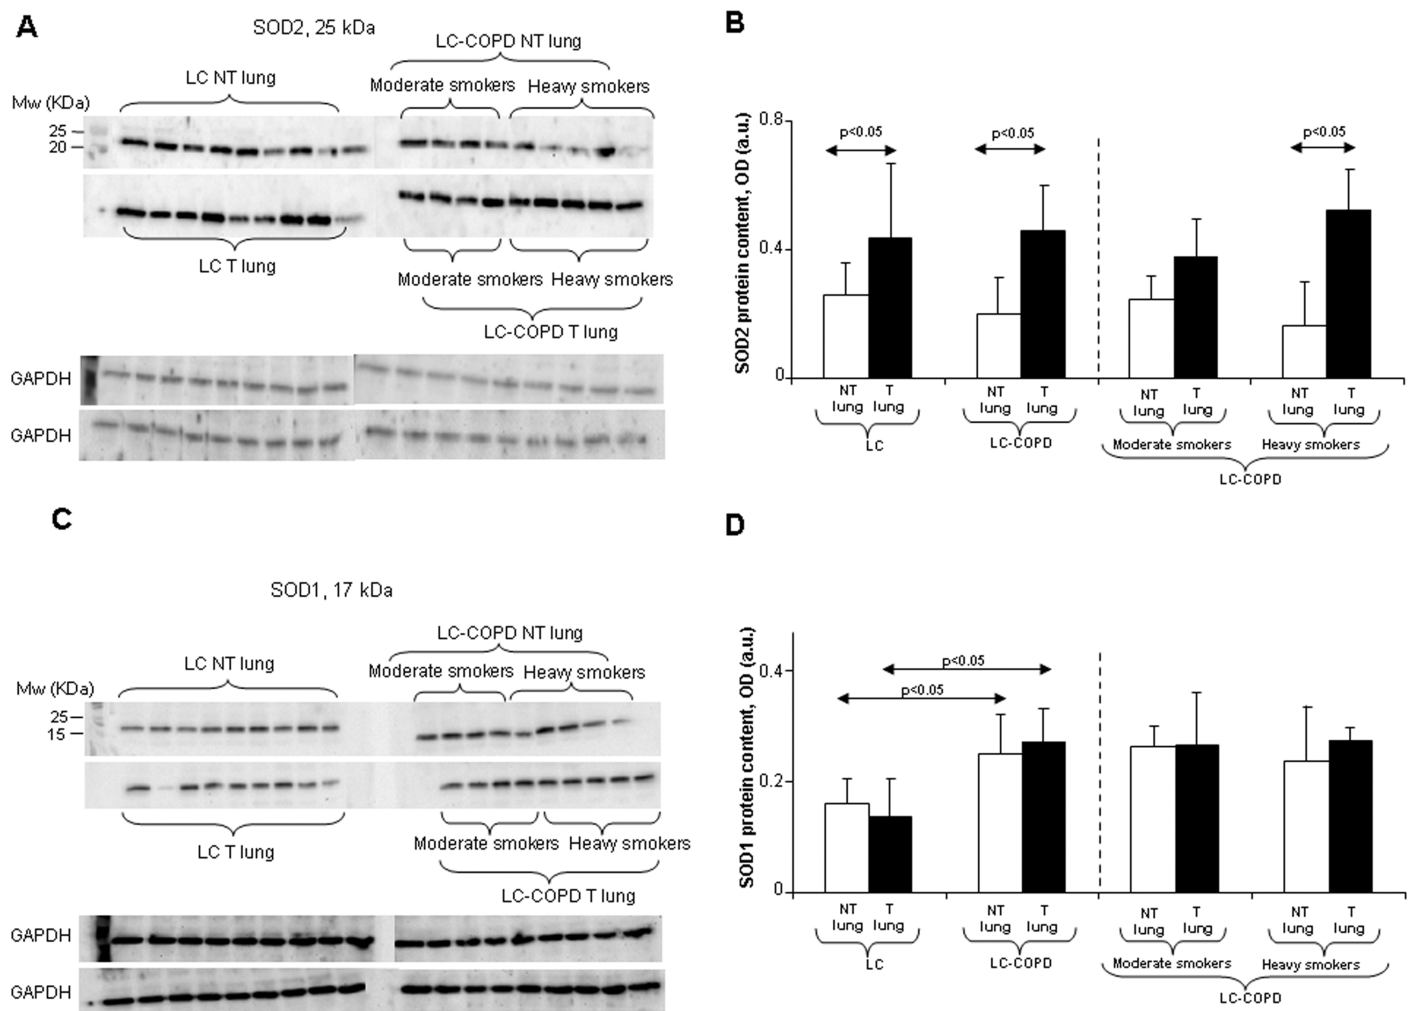 A
SOD2, 25 kDa
LC-COPD NT lung
LC NT lung
Moderate smokers
Heavy smokers
Mw (KDa)
25
20
LC T lung
Moderate smokers
Heavy smokers
LC-COPD T lung
GAPDH
GAPDH
B
SOD2 protein content, OD (a.u.)
0.8
0.4
0
p<0.05
p<0.05
p<0.05
NT lung
T lung
NT lung
T lung
NT lung
T lung
NT lung
T lung
LC
LC-COPD
Moderate smokers
Heavy smokers
LC-COPD
C
SOD1, 17 kDa
LC-COPD NT lung
LC NT lung
Moderate smokers
Heavy smokers
Mw (KDa)
25
15
LC T lung
Moderate smokers
Heavy smokers
LC-COPD T lung
GAPDH
GAPDH
D
SOD1 protein content, OD (a.u.)
0.4
0.2
0
p<0.05
p<0.05
NT lung
T lung
NT lung
T lung
NT lung
T lung
NT lung
T lung
LC
LC-COPD
Moderate smokers
Heavy smokers
LC-COPD